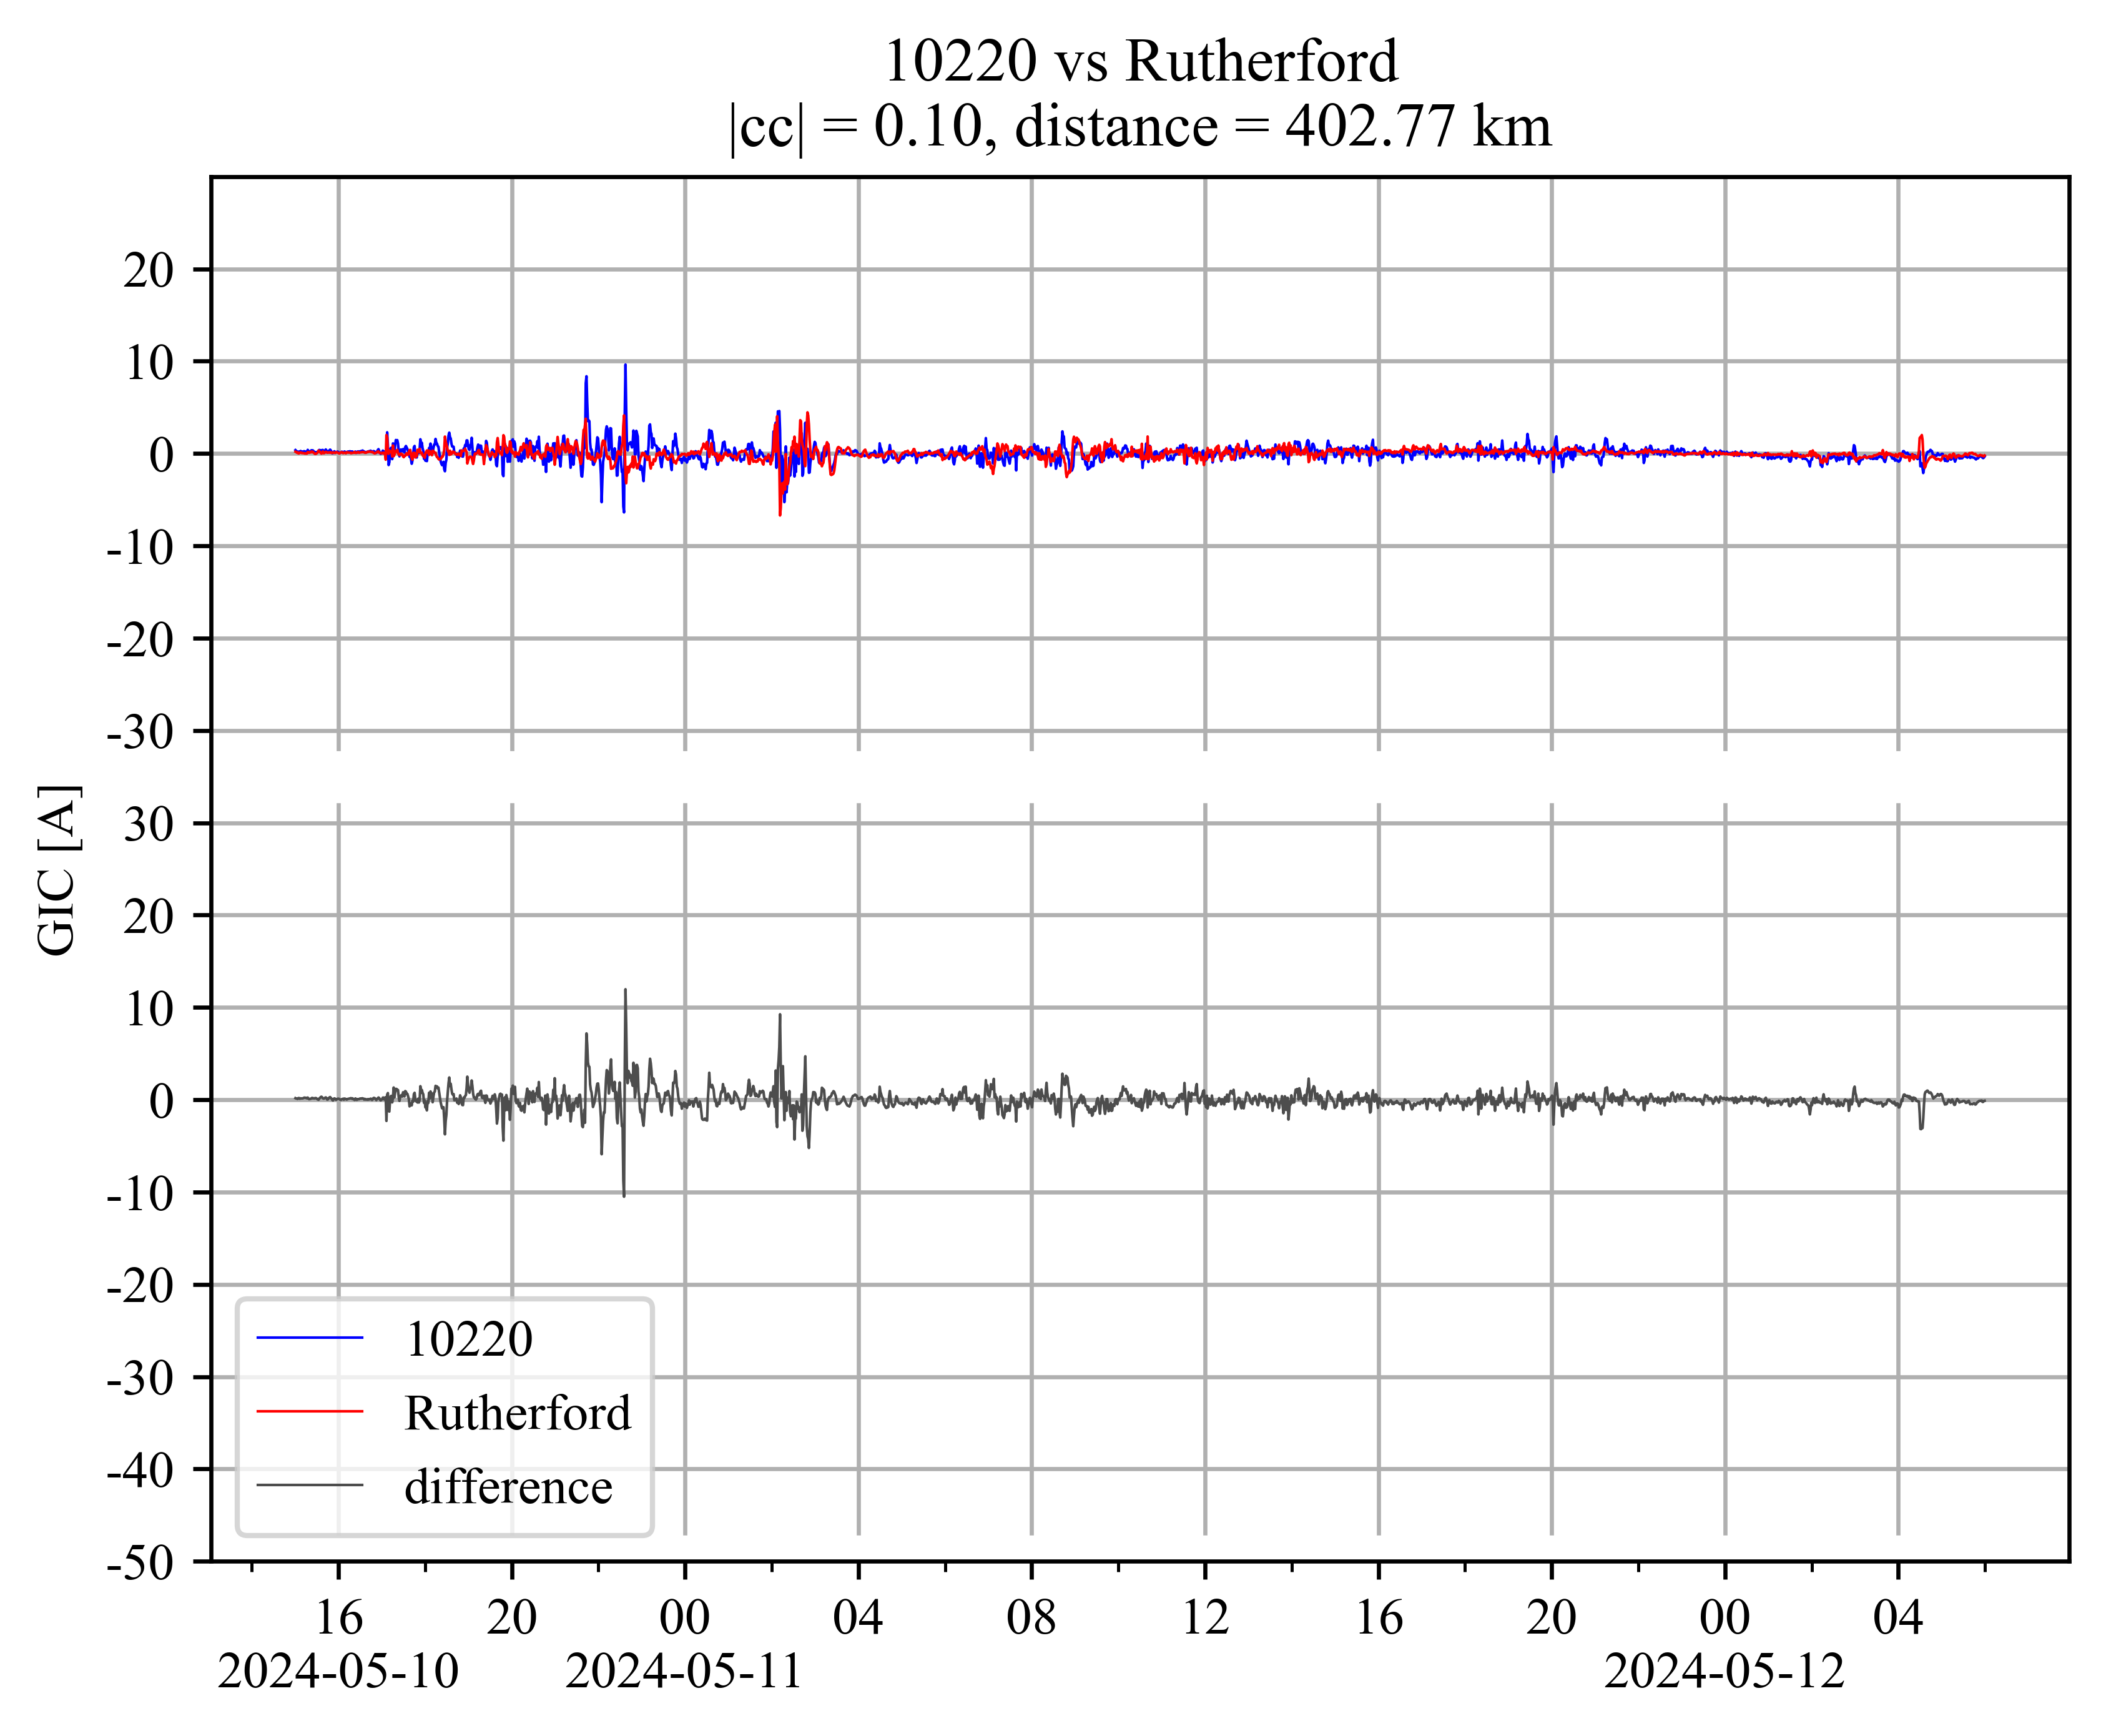 10220 vs Rutherford
|cc| = 0.10, distance = 402.77 km
GIC [A]
20
10
0
-10
-20
-30
30
20
10
0
-10
-20
-30
-40
-50
10220
Rutherford
difference
16 20 00 04 08 12 16 20 00 04
2024-05-10 2024-05-11 2024-05-12